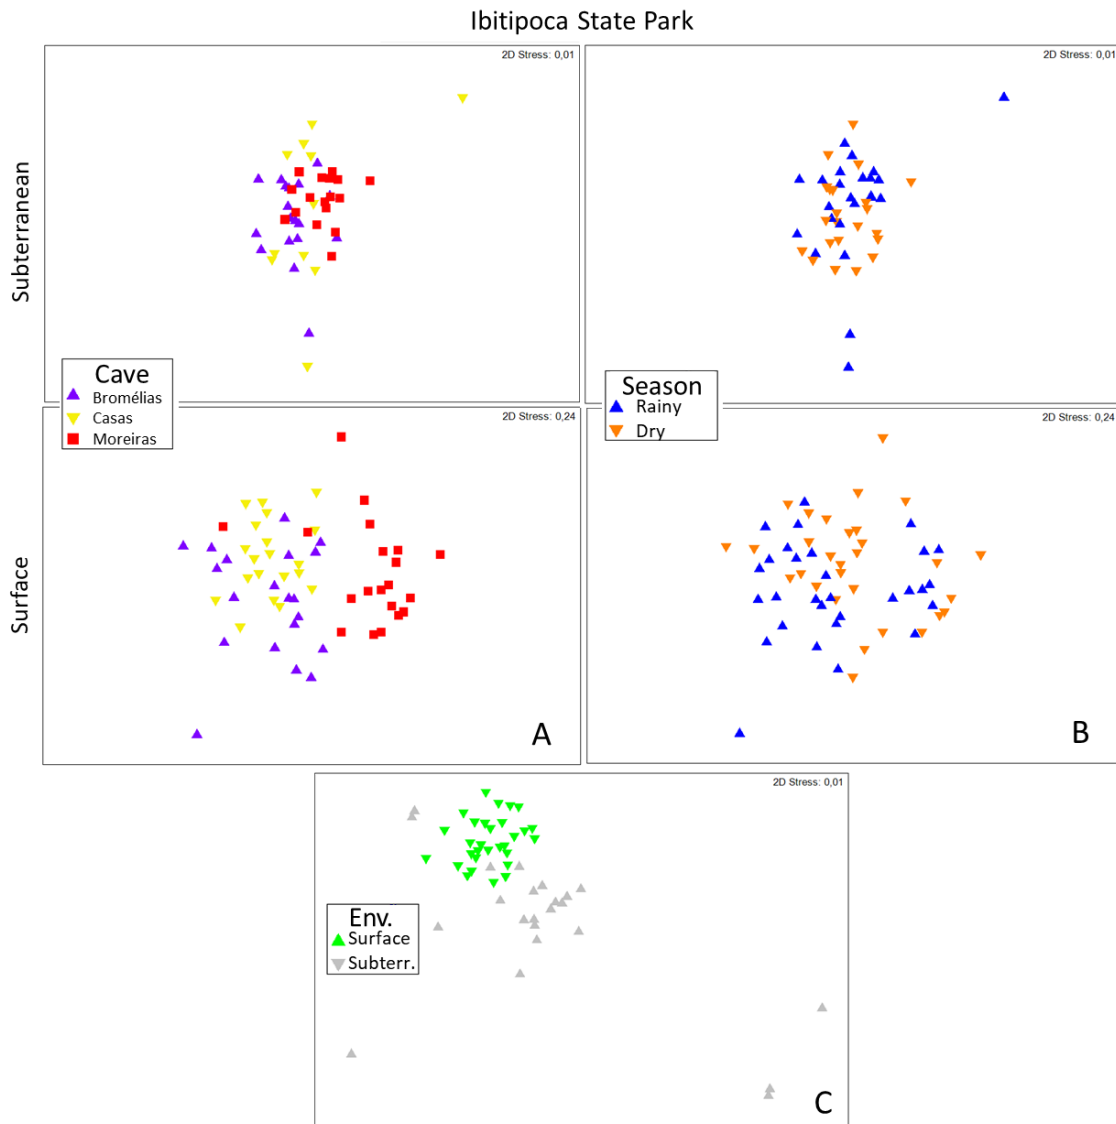 Ibitipoca State Park
2D Stress: 0,01
2D Stress: 0,01
Subterranean
Cave
Bromélias
Casas
Moreiras
Season
Rainy
Dry
2D Stress: 0,24
2D Stress: 0,24
Surface
A
B
2D Stress: 0,01
Env.
Surface
Subterr.
C